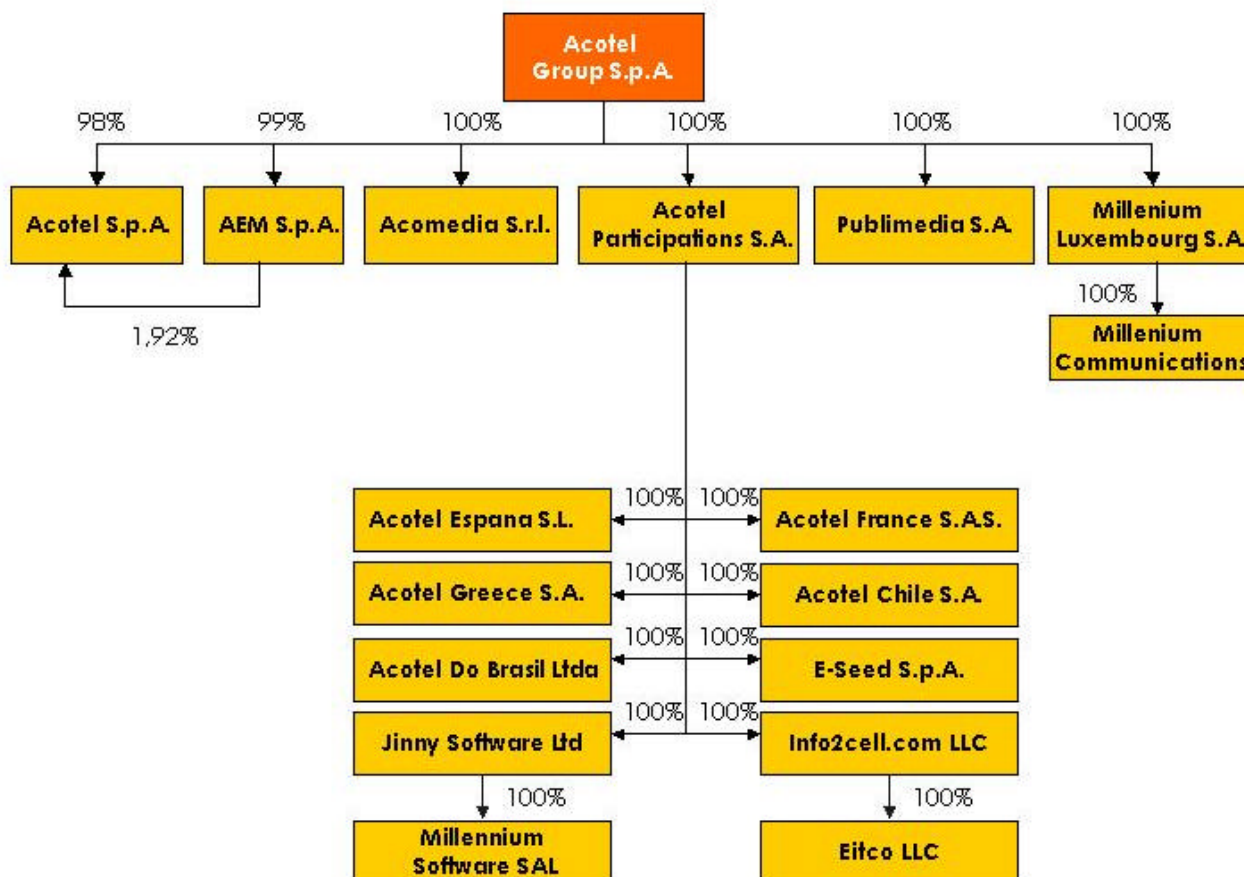 Acotel
Group S.p.A.
98%
99%
100%
100%
100%
100%
Acotel S.p.A.
AEM S.p.A.
Acomedia S.r.l.
Acotel
Participations S.A.
Publimedia S.A.
Millenium
Luxembourg S.A.
1,92%
100%
Millenium
Communications
100% 100%
Acotel Espana S.L.
Acotel France S.A.S.
100% 100%
Acotel Greece S.A.
Acotel Chile S.A.
100% 100%
Acotel Do Brasil Ltda
E-Seed S.p.A.
100% 100%
Jinny Software Ltd
Info2cell.com LLC
100%
100%
Millennium
Software SAL
Eitco LLC